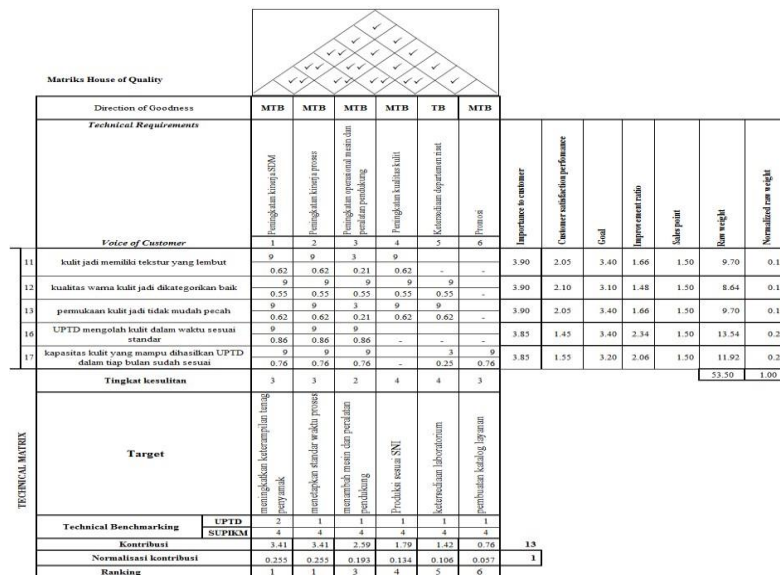 Matriks House of Quality
Direction of Goodness MTB MTB MTB MTB TB MTB
Technical Requirements
Peningkatan kinerja SDM
Peningkatan kinerja proses
Peningkatan operasional mesin dan peralatan pendukung
Peningkatan kualitas kulit
Ketersediaan departemen riset
Promosi
Importance to customer
Customer satisfaction perfomance
Goal
Improvement ratio
Sales point
Raw weight
Normalized raw weight
Voice of Customer 1 2 3 4 5 6
9 9 3 9
11 kulit jadi memiliki tekstur yang lembut 3.90 2.05 3.40 1.66 1.50 9.70 0.1
0.62 0.62 0.21 0.62 - -
9 9 9 9 9
12 kualitas warna kulit jadi dikategorikan baik 3.90 2.10 3.10 1.48 1.50 8.64 0.1
0.55 0.55 0.55 0.55 0.55 -
9 9 3 9 9
13 permukaan kulit jadi tidak mudah pecah 3.90 2.05 3.40 1.66 1.50 9.70 0.1
0.62 0.62 0.21 0.62 0.62 -
16 UPTD mengolah kulit dalam waktu sesuai 9 9 9
standar 0.86 0.86 0.86 - - - 3.85 1.45 3.40 2.34 1.50 13.54 0.2
17 kapasitas kulit yang mampu dihasilkan UPTD 9 9 9 3 9
dalam tiap bulan sudah sesuai 0.76 0.76 0.76 - 0.25 0.76 3.85 1.55 3.20 2.06 1.50 11.92 0.2
Tingkat kesulitan 3 3 2 4 4 3 53.50 1.00
TECHNICAL MATRIX
Target
meningkatkan keterampilan tenag penyamak
menetapkan standar waktu proses
menambah mesin dan peralatan pendukung
Produksi sesuai SNI
ketersediaan laboratorium
pembuatan katalog layanan
Technical Benchmarking UPTD 2 1 1 1 1 1
SUPIKM 4 4 4 4 4 4
Kontribusi 3.41 3.41 2.59 1.79 1.42 0.76 13
Normalisasi kontribusi 0.255 0.255 0.193 0.134 0.106 0.057 1
Ranking 1 1 3 4 5 6